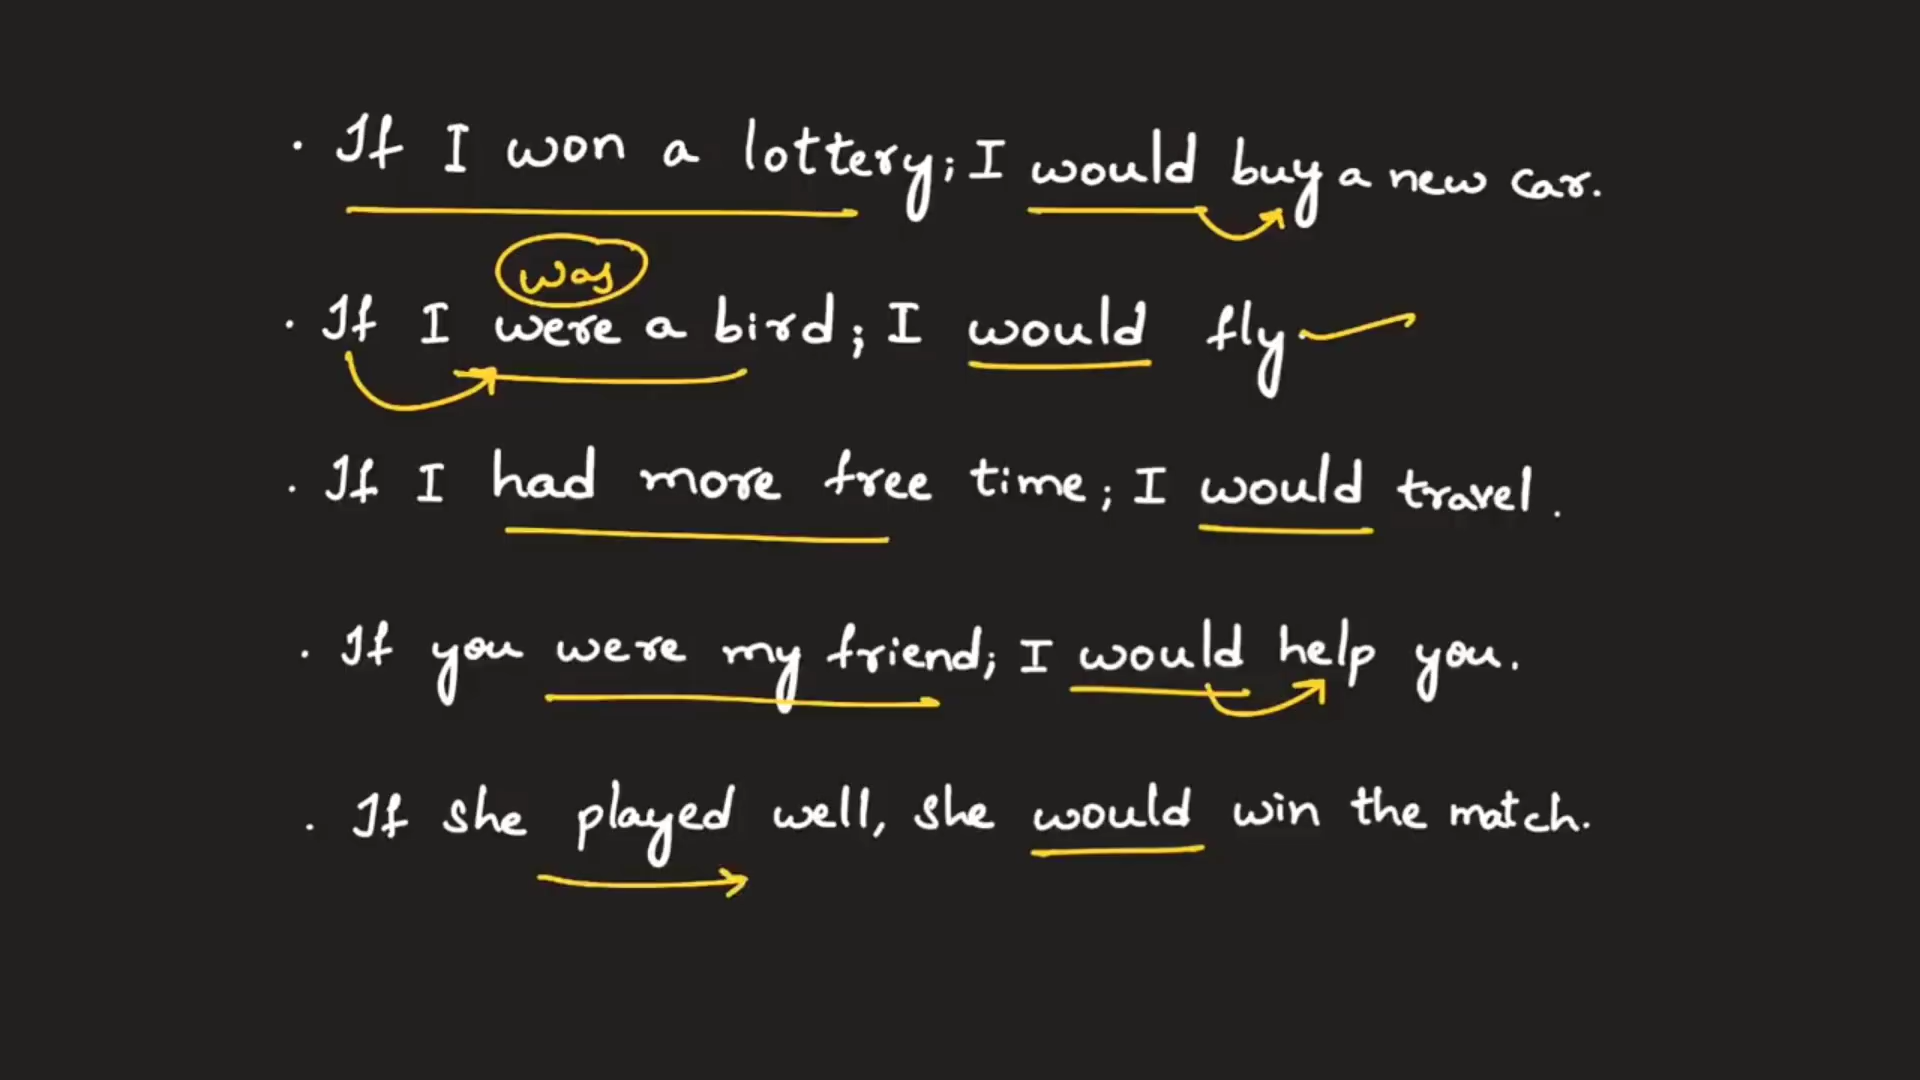 · If I won a lottery; I would buy a new car.
was
· If I were a bird; I would fly
· If I had more free time; I would travel.
· If you were my friend; I would help you.
· If she played well, she would win the match.